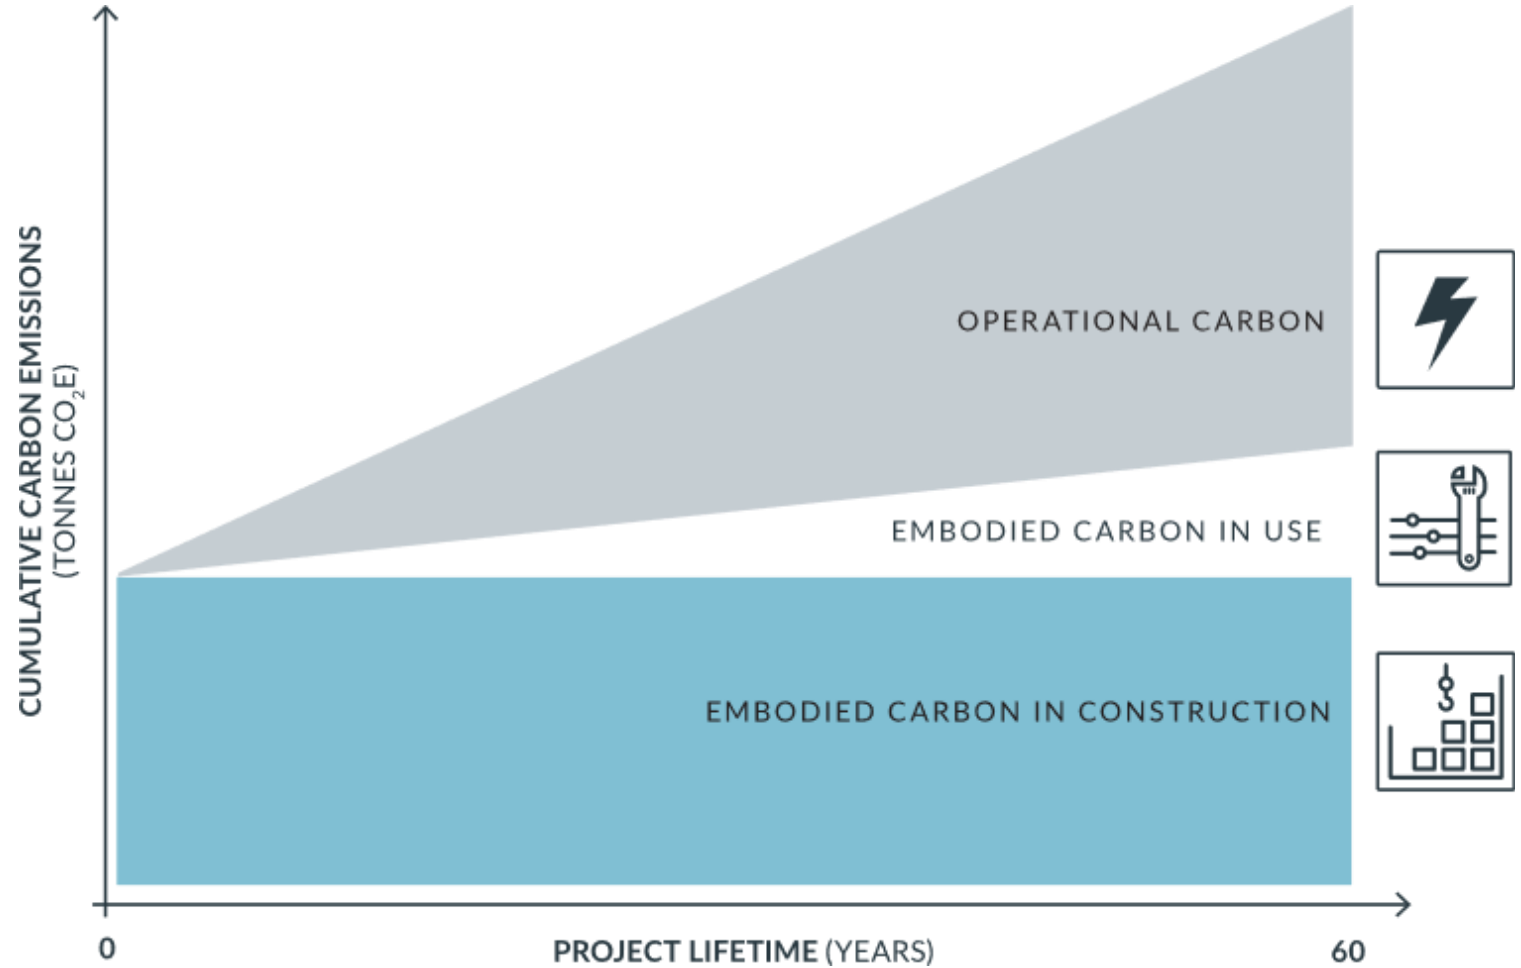 CUMULATIVE CARBON EMISSIONS
(TONNES CO₂E)
OPERATIONAL CARBON
EMBODIED CARBON IN USE
EMBODIED CARBON IN CONSTRUCTION
0
PROJECT LIFETIME (YEARS)
60